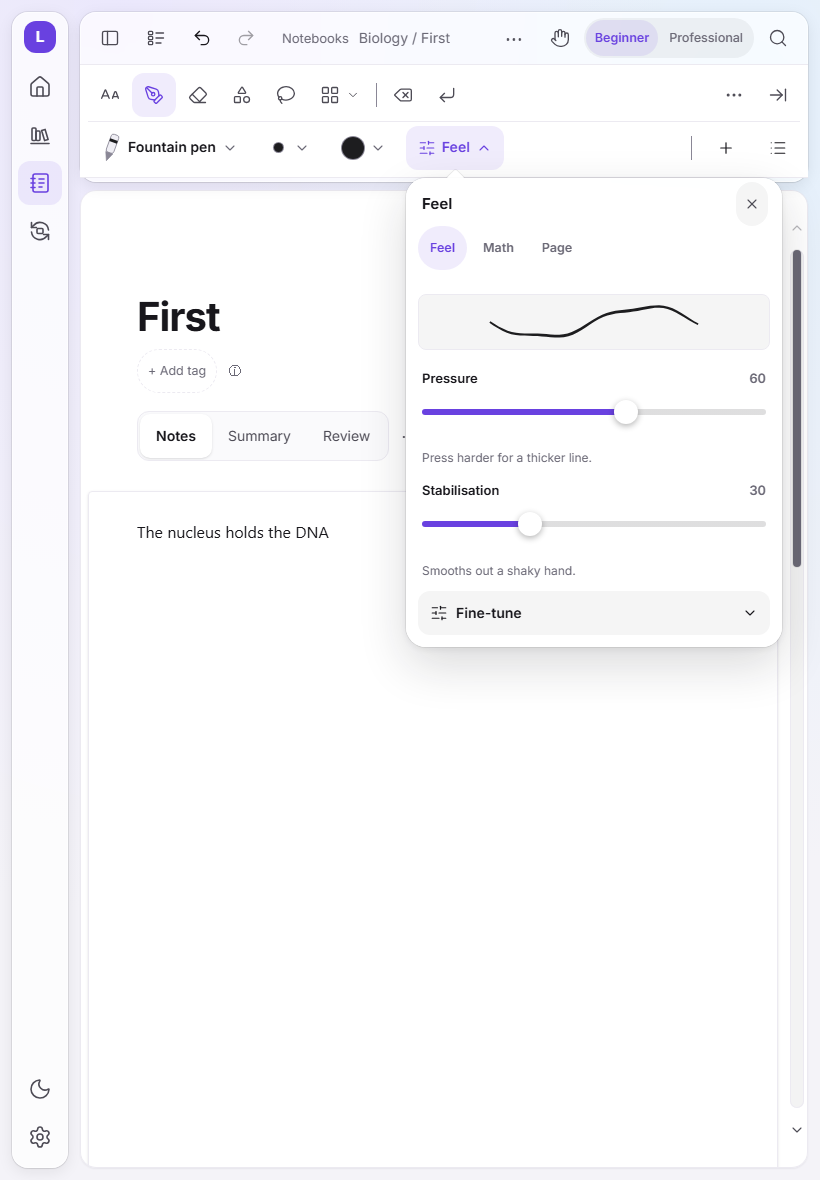 L
Notebooks Biology / First
Beginner Professional
AA
Fountain pen
Feel
Feel
Feel Math Page
First
+ Add tag
Pressure 60
Notes Summary Review
Press harder for a thicker line.
Stabilisation 30
The nucleus holds the DNA
Smooths out a shaky hand.
Fine-tune